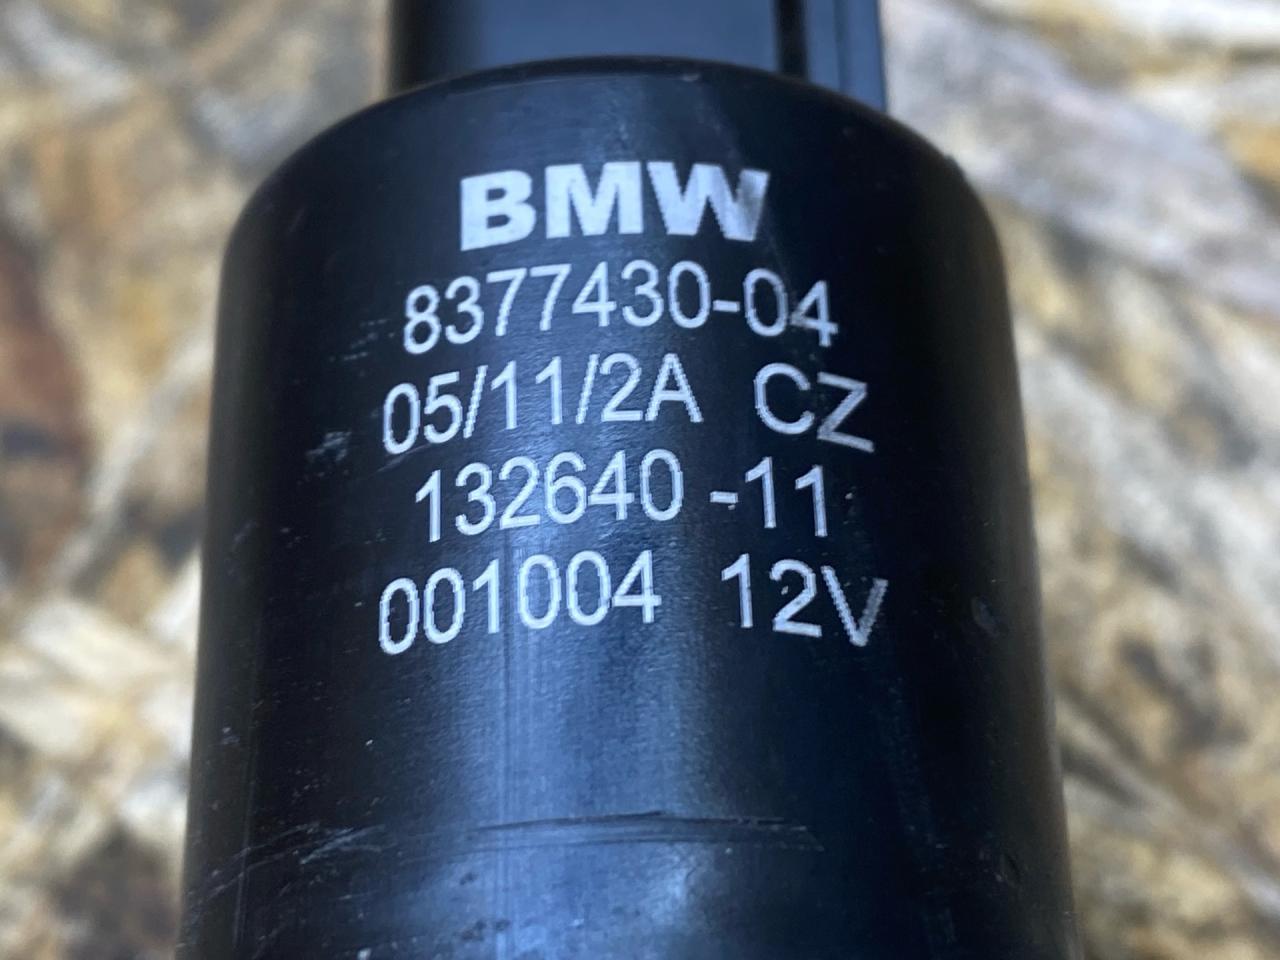 BMW
8377430-04
05/11/2A CZ
132640 -11
001004 12V